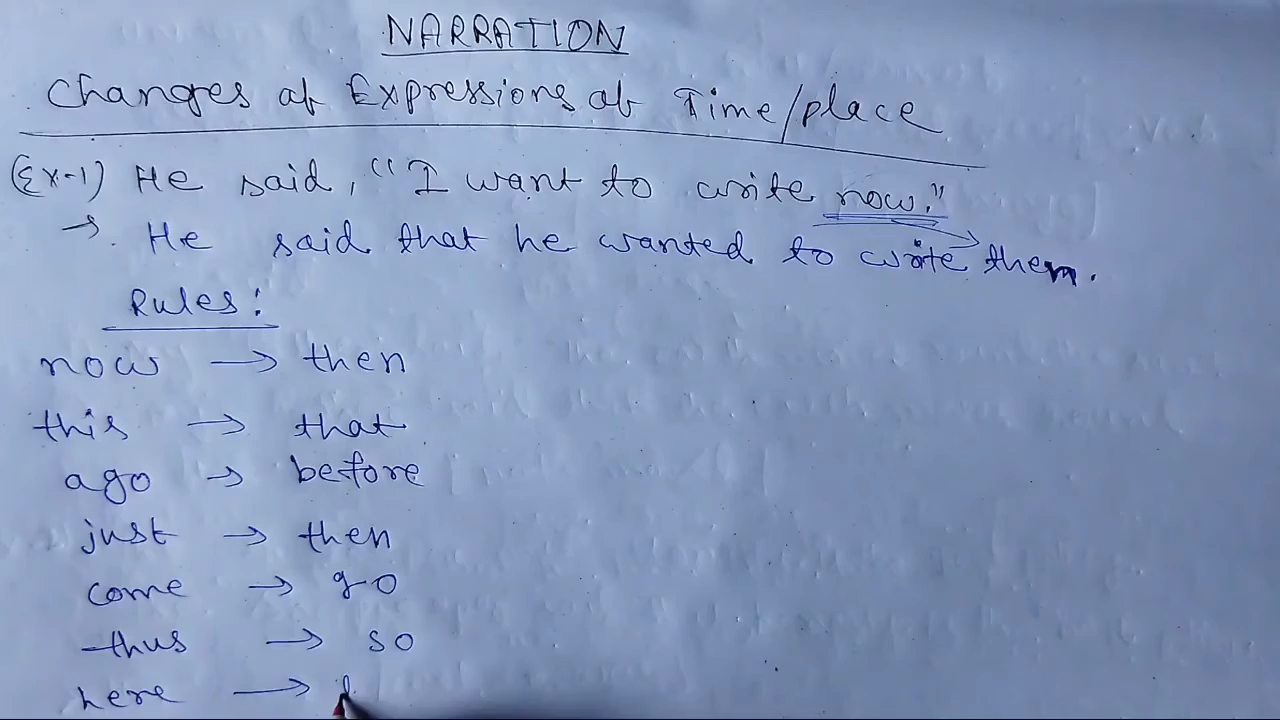 NARRATION
Changes of Expressions of Time/place
(Ex-1) He said, "I want to write now."
→ He said that he wanted to write then.
Rules:
now → then
this → that
ago → before
just → then
come → go
thus → so
here →